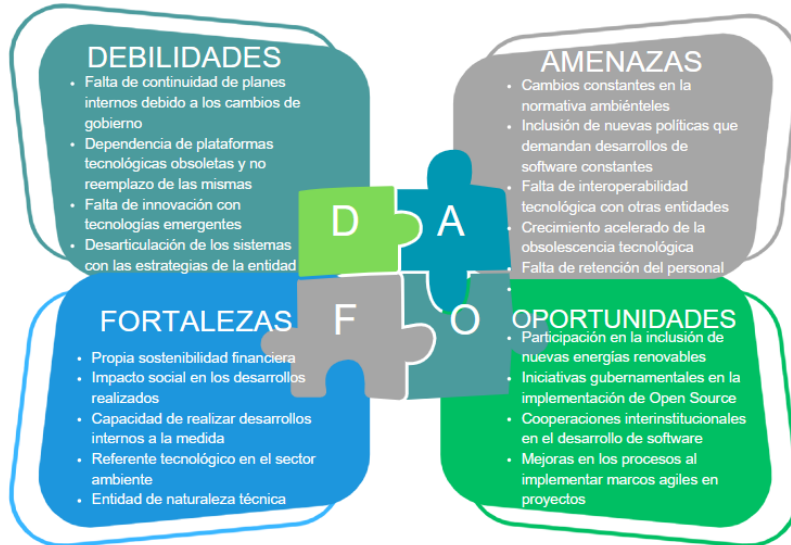 DEBILIDADES
• Falta de continuidad de planes
internos debido a los cambios de
gobierno
• Dependencia de plataformas
tecnológicas obsoletas y no
reemplazo de las mismas
• Falta de innovación con
tecnologías emergentes
• Desarticulación de los sistemas
con las estrategias de la entidad
AMENAZAS
• Cambios constantes en la
normativa ambiénteles
• Inclusión de nuevas políticas que
demandan desarrollos de
software constantes
• Falta de interoperabilidad
tecnológica con otras entidades
• Crecimiento acelerado de la
obsolescencia tecnológica
• Falta de retención del personal
•
D
A
F
O
FORTALEZAS
• Propia sostenibilidad financiera
• Impacto social en los desarrollos
realizados
• Capacidad de realizar desarrollos
internos a la medida
• Referente tecnológico en el sector
ambiente
• Entidad de naturaleza técnica
OPORTUNIDADES
• Participación en la inclusión de
nuevas energías renovables
• Iniciativas gubernamentales en la
implementación de Open Source
• Cooperaciones interinstitucionales
en el desarrollo de software
• Mejoras en los procesos al
implementar marcos agiles en
proyectos